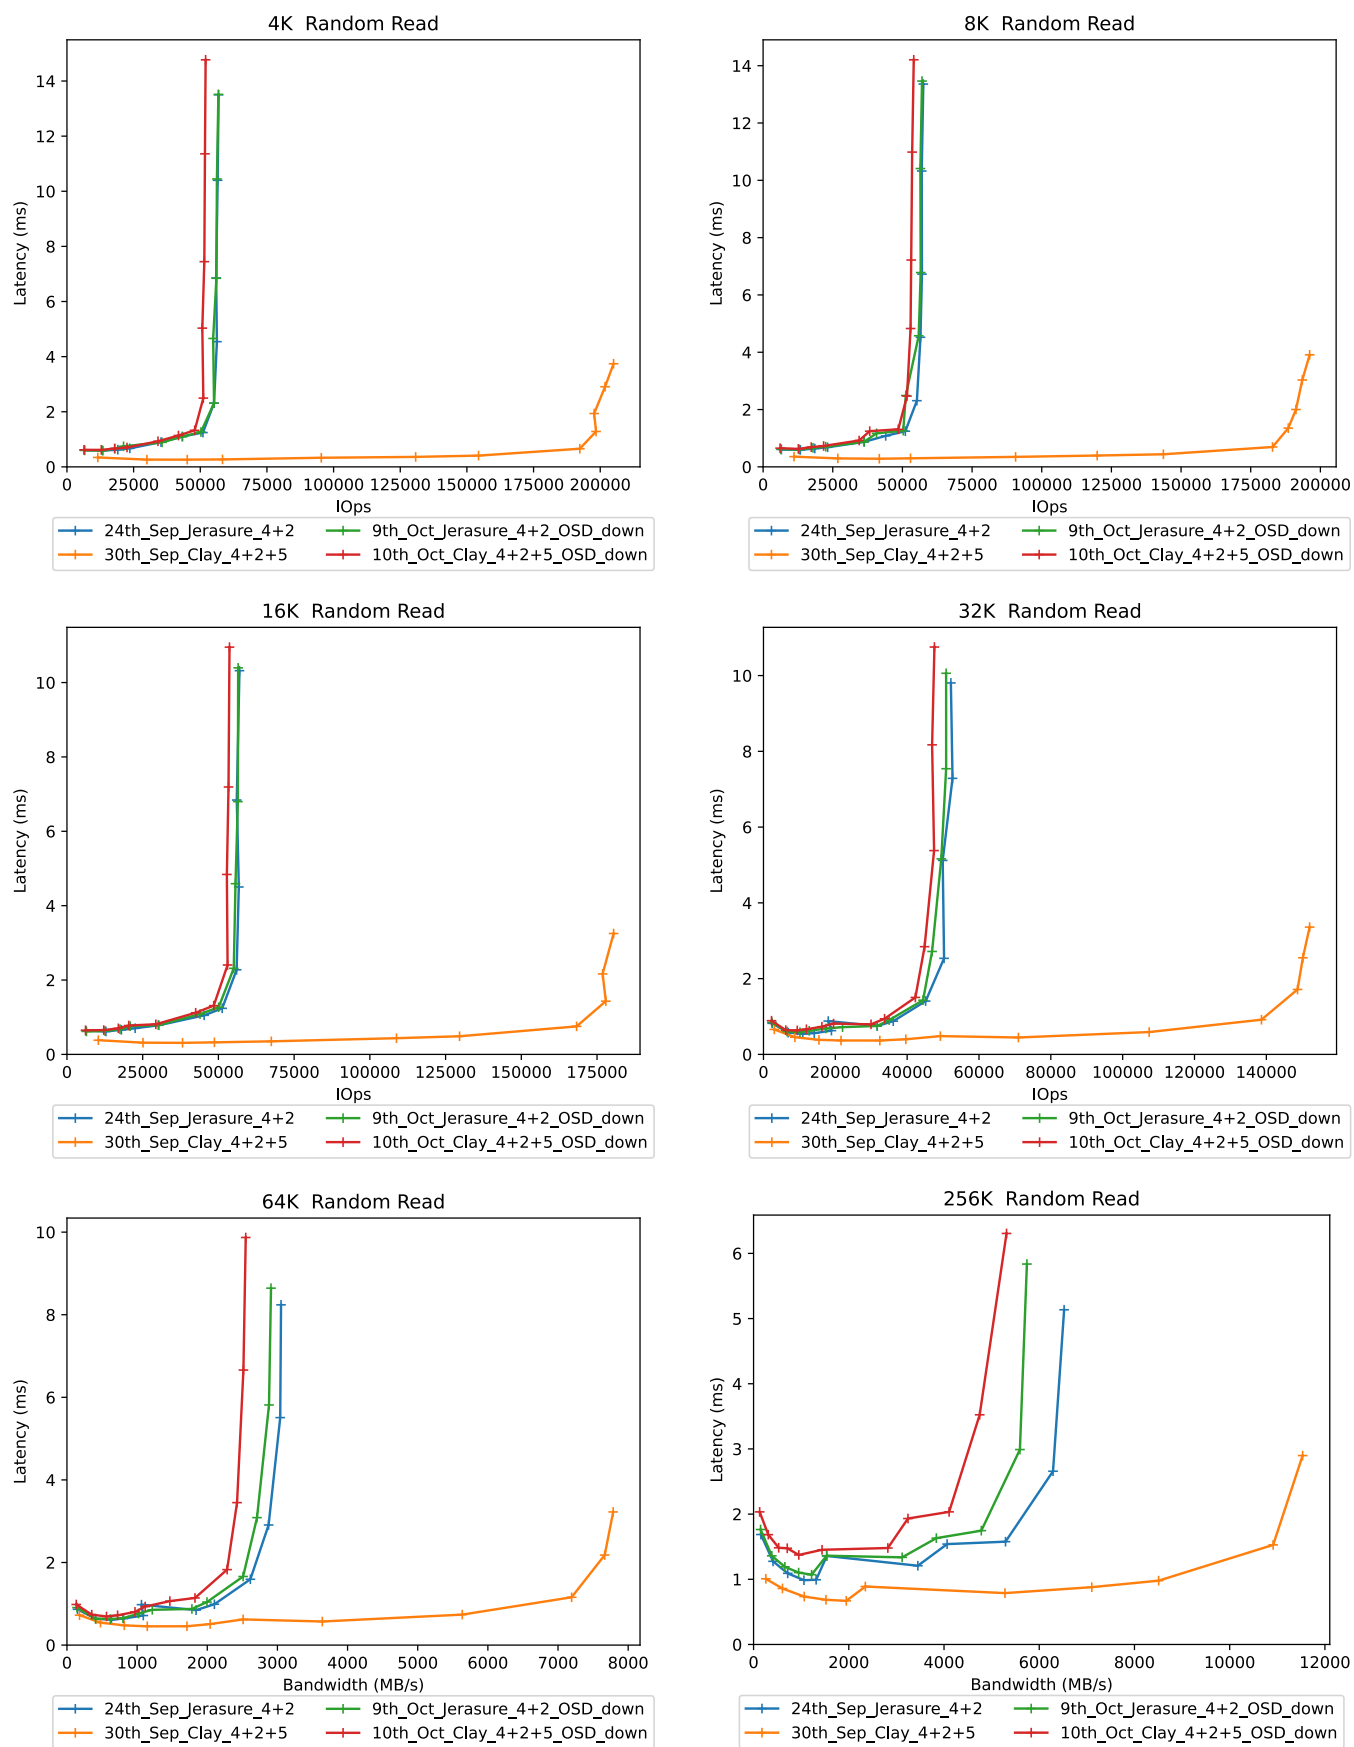 4K  Random Read
Latency (ms)
14
12
10
8
6
4
2
0
0 25000 50000 75000 100000 125000 150000 175000 200000
IOps
24th_Sep_Jerasure_4+2 9th_Oct_Jerasure_4+2_OSD_down
30th_Sep_Clay_4+2+5 10th_Oct_Clay_4+2+5_OSD_down
8K  Random Read
Latency (ms)
14
12
10
8
6
4
2
0
0 25000 50000 75000 100000 125000 150000 175000 200000
IOps
24th_Sep_Jerasure_4+2 9th_Oct_Jerasure_4+2_OSD_down
30th_Sep_Clay_4+2+5 10th_Oct_Clay_4+2+5_OSD_down
16K  Random Read
Latency (ms)
10
8
6
4
2
0
0 25000 50000 75000 100000 125000 150000 175000
IOps
24th_Sep_Jerasure_4+2 9th_Oct_Jerasure_4+2_OSD_down
30th_Sep_Clay_4+2+5 10th_Oct_Clay_4+2+5_OSD_down
32K  Random Read
Latency (ms)
10
8
6
4
2
0
0 20000 40000 60000 80000 100000 120000 140000
IOps
24th_Sep_Jerasure_4+2 9th_Oct_Jerasure_4+2_OSD_down
30th_Sep_Clay_4+2+5 10th_Oct_Clay_4+2+5_OSD_down
64K  Random Read
Latency (ms)
10
8
6
4
2
0
0 1000 2000 3000 4000 5000 6000 7000 8000
Bandwidth (MB/s)
24th_Sep_Jerasure_4+2 9th_Oct_Jerasure_4+2_OSD_down
30th_Sep_Clay_4+2+5 10th_Oct_Clay_4+2+5_OSD_down
256K  Random Read
Latency (ms)
6
5
4
3
2
1
0
0 2000 4000 6000 8000 10000 12000
Bandwidth (MB/s)
24th_Sep_Jerasure_4+2 9th_Oct_Jerasure_4+2_OSD_down
30th_Sep_Clay_4+2+5 10th_Oct_Clay_4+2+5_OSD_down